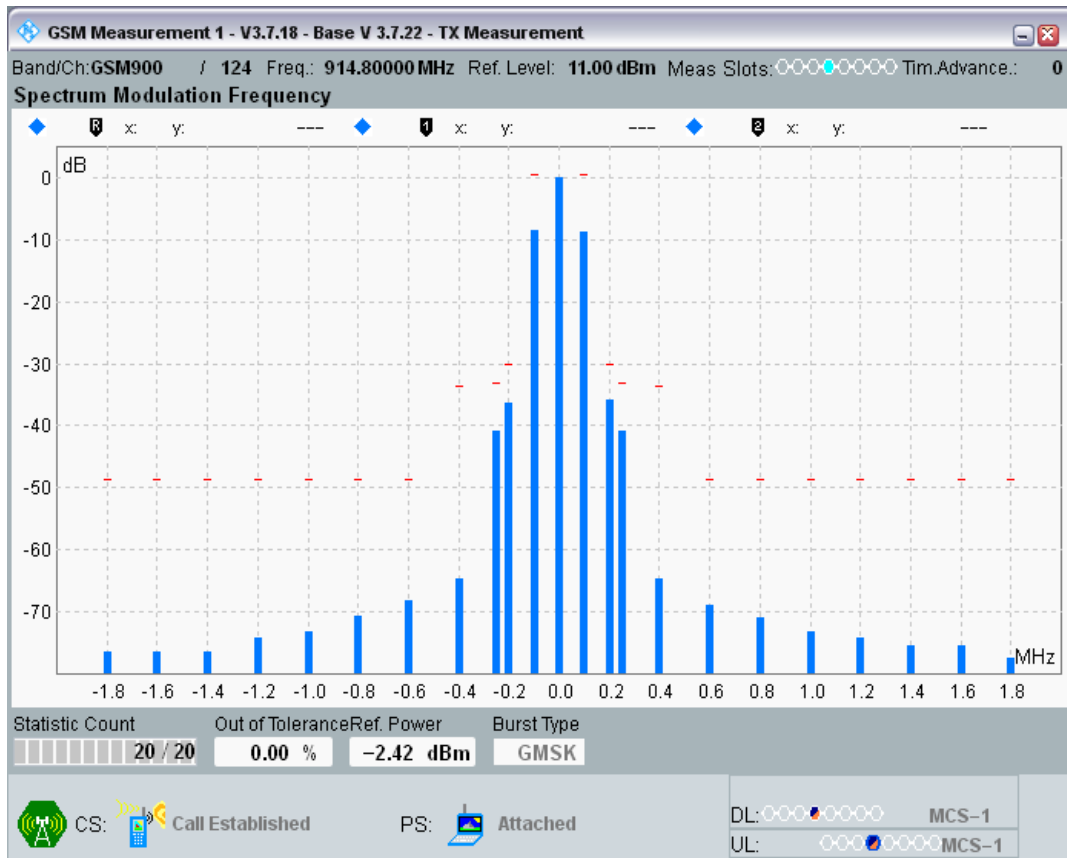 GSM Measurement 1 - V3.7.18 - Base V 3.7.22 - TX Measurement
Band/Ch:GSM900 / 124 Freq.: 914.80000 MHz Ref. Level: 11.00 dBm Meas Slots: Tim.Advance.: 0
Spectrum Modulation Frequency
R x: y: --- 1 x: y: --- 2 x: y: ---
dB
0
-10
-20
-30
-40
-50
-60
-70
MHz
-1.8 -1.6 -1.4 -1.2 -1.0 -0.8 -0.6 -0.4 -0.2 0.0 0.2 0.4 0.6 0.8 1.0 1.2 1.4 1.6 1.8
Statistic Count Out of Tolerance Ref. Power Burst Type
20 / 20 0.00 % −2.42 dBm GMSK
CS: Call Established PS: Attached
DL: MCS−1
UL: MCS−1